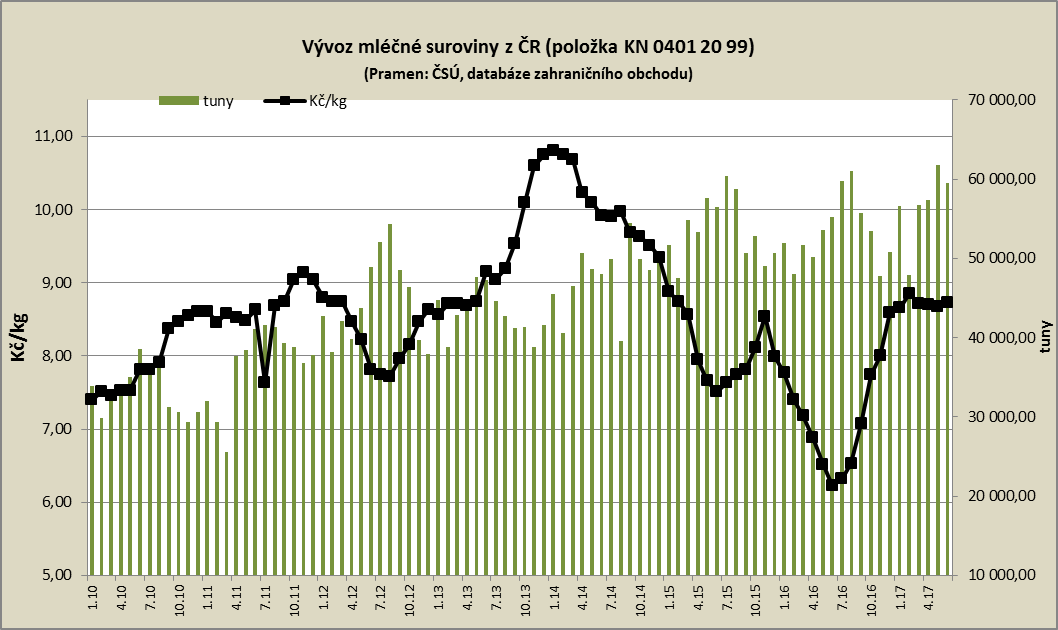 Vývoz mléčné suroviny z ČR (položka KN 0401 20 99)
(Pramen: ČSÚ, databáze zahraničního obchodu)
tuny Kč/kg
Kč/kg
11,00
10,00
9,00
8,00
7,00
6,00
5,00
70 000,00
60 000,00
50 000,00
40 000,00
30 000,00
20 000,00
10 000,00
tuny
1.10 4.10 7.10 10.10 1.11 4.11 7.11 10.11 1.12 4.12 7.12 10.12 1.13 4.13 7.13 10.13 1.14 4.14 7.14 10.14 1.15 4.15 7.15 10.15 1.16 4.16 7.16 10.16 1.17 4.17